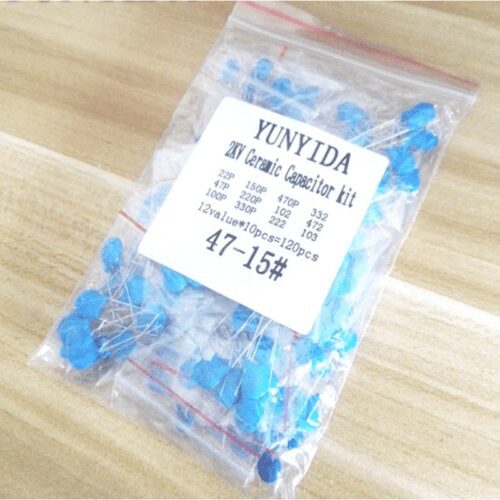 YUNYIDA
2KV Ceramic Capacitor kit
22P 150P 470P 332
47P 220P 102 472
100P 330P 222 103
12value*10pcs=120pcs
47-15#